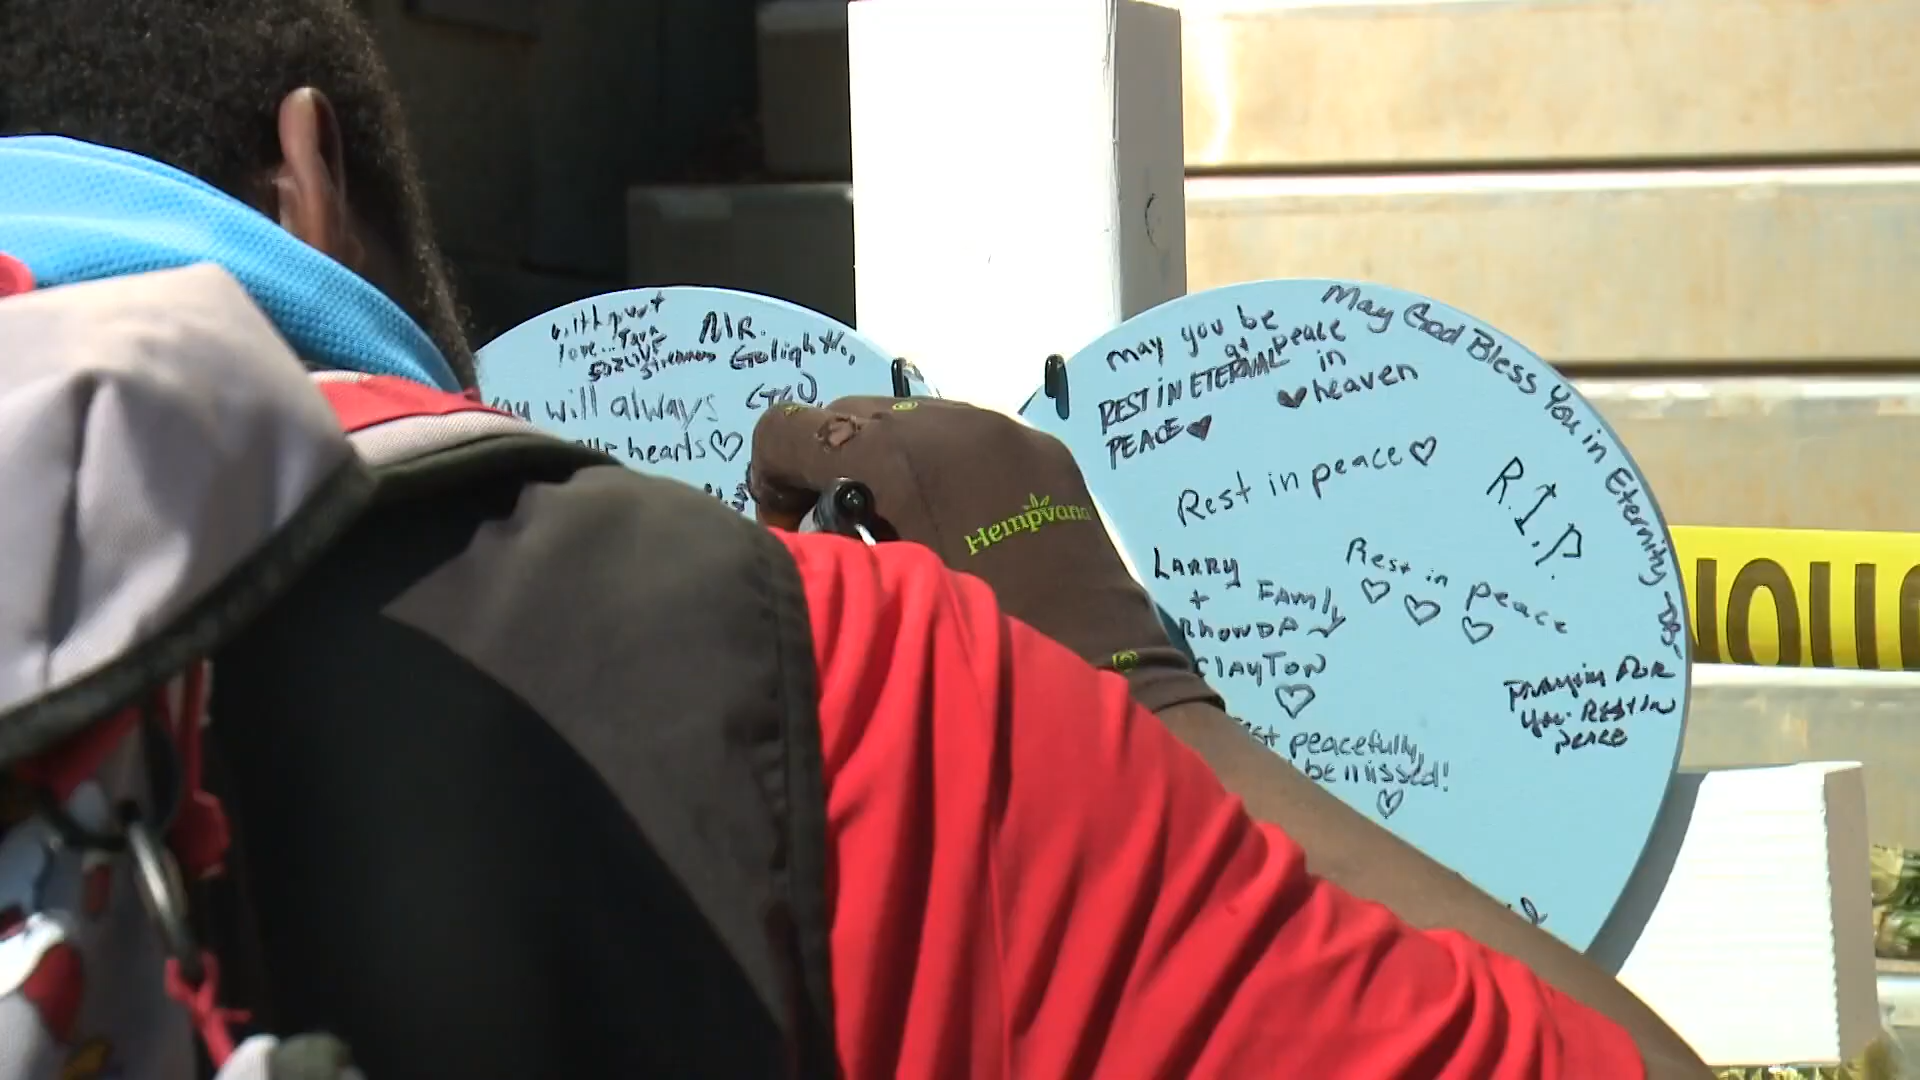 MR.
you will always
hearts
Hempvana
may you be
at peace
in
heaven
REST IN ETERNAL
PEACE
May God Bless You in Eternity
Rest in peace
R.I.P.
Rest in peace
LARRY
+ FAMILY
RHONDA
CLAYTON
peacefully,
be missed!
Praying FOR
you. REST IN
peace